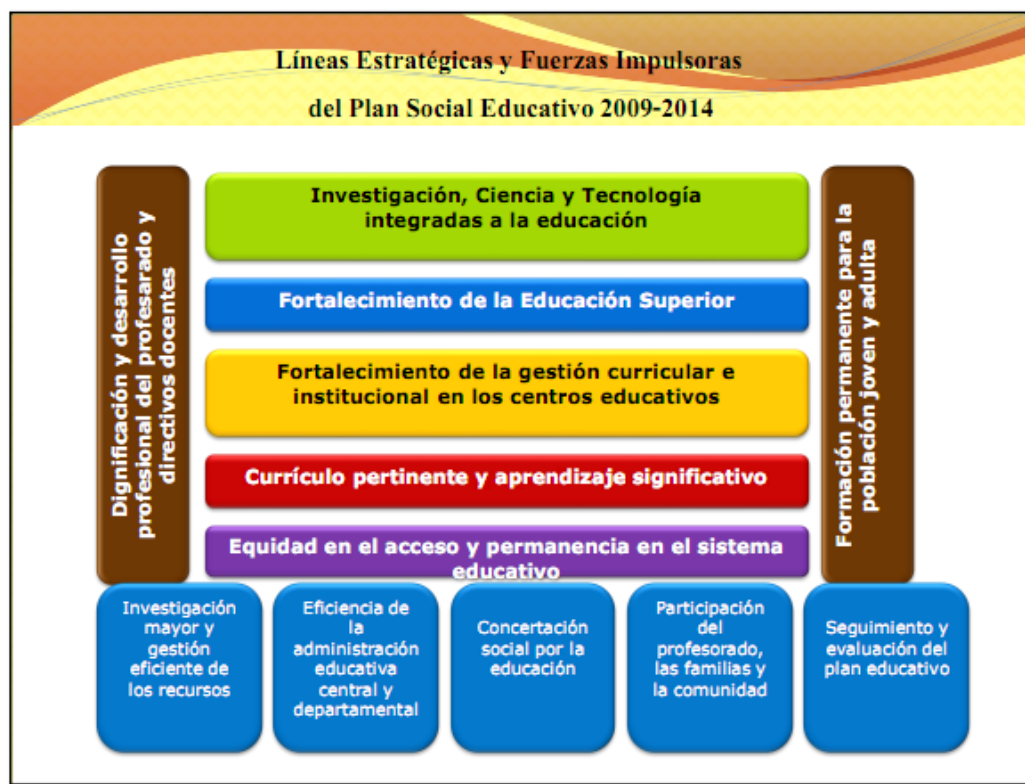 Líneas Estratégicas y Fuerzas Impulsoras
del Plan Social Educativo 2009-2014
Dignificación y desarrollo
profesional del profesarado y
directivos docentes
Investigación, Ciencia y Tecnología
integradas a la educación
Fortalecimiento de la Educación Superior
Fortalecimiento de la gestión curricular e
institucional en los centros educativos
Currículo pertinente y aprendizaje significativo
Equidad en el acceso y permanencia en el sistema
educativo
Formación permanente para la
población joven y adulta
Investigación
mayor y
gestión
eficiente de
los recursos
Eficiencia de
la
administración
educativa
central y
departamental
Concertación
social por la
educación
Participación
del
profesorado,
las familias y
la comunidad
Seguimiento y
evaluación del
plan educativo